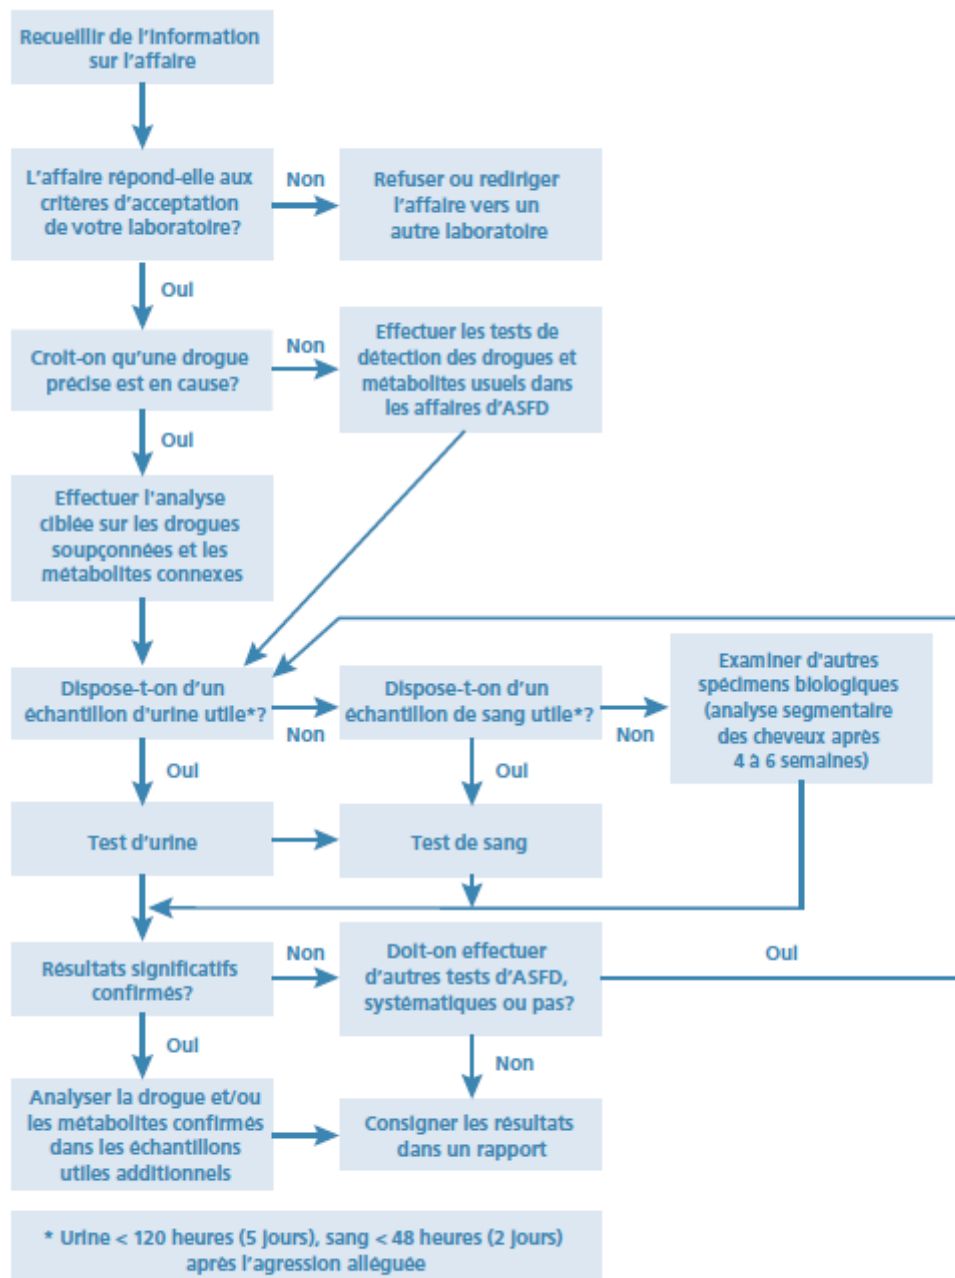 Recueillir de l'information
sur l'affaire
L'affaire répond-elle aux
critères d'acceptation
de votre laboratoire?
Non
Refuser ou rediriger
l'affaire vers un
autre laboratoire
Oui
Croit-on qu'une drogue
précise est en cause?
Non
Effectuer les tests de
détection des drogues et
métabolites usuels dans
les affaires d'ASFD
Oui
Effectuer l'analyse
ciblée sur les drogues
soupçonnées et les
métabolites connexes
Dispose-t-on d'un
échantillon d'urine utile*?
Non
Dispose-t-on d'un
échantillon de sang utile*?
Non
Examiner d'autres
spécimens biologiques
(analyse segmentaire
des cheveux après
4 à 6 semaines)
Oui
Oui
Test d'urine
Test de sang
Résultats significatifs
confirmés?
Non
Doit-on effectuer
d'autres tests d'ASFD,
systématiques ou pas?
Oui
Oui
Non
Analyser la drogue et/ou
les métabolites confirmés
dans les échantillons
utiles additionnels
Consigner les résultats
dans un rapport
* Urine < 120 heures (5 jours), sang < 48 heures (2 jours)
après l'agression alléguée